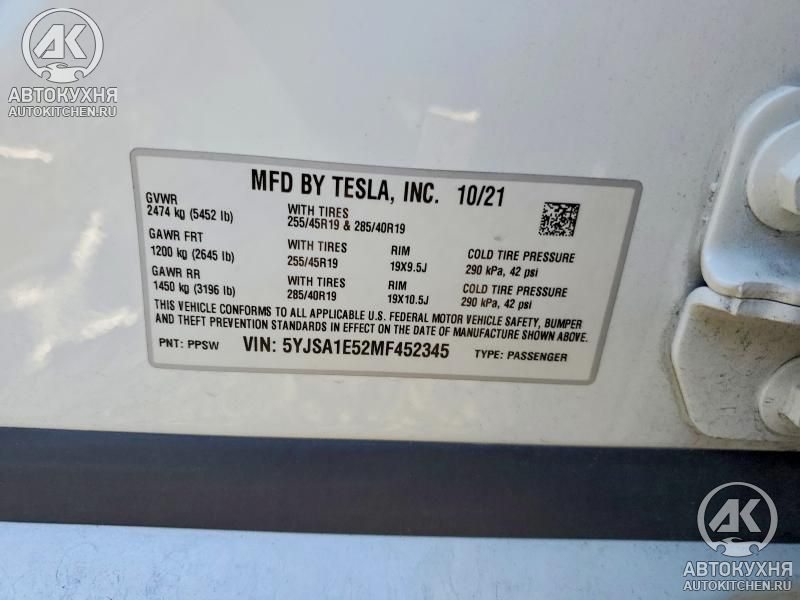 АК
АВТОКУХНЯ
AUTOKITCHEN.RU
MFD BY TESLA, INC. 10/21
GVWR
2474 kg (5452 lb)
WITH TIRES
255/45R19 & 285/40R19
GAWR FRT
1200 kg (2645 lb)
WITH TIRES
255/45R19
RIM
19X9.5J
COLD TIRE PRESSURE
290 kPa, 42 psi
GAWR RR
1450 kg (3196 lb)
WITH TIRES
285/40R19
RIM
19X10.5J
COLD TIRE PRESSURE
290 kPa, 42 psi
THIS VEHICLE CONFORMS TO ALL APPLICABLE U.S. FEDERAL MOTOR VEHICLE SAFETY, BUMPER
AND THEFT PREVENTION STANDARDS IN EFFECT ON THE DATE OF MANUFACTURE SHOWN ABOVE.
PNT: PPSW VIN: 5YJSA1E52MF452345 TYPE: PASSENGER
АК
АВТОКУХНЯ
AUTOKITCHEN.RU